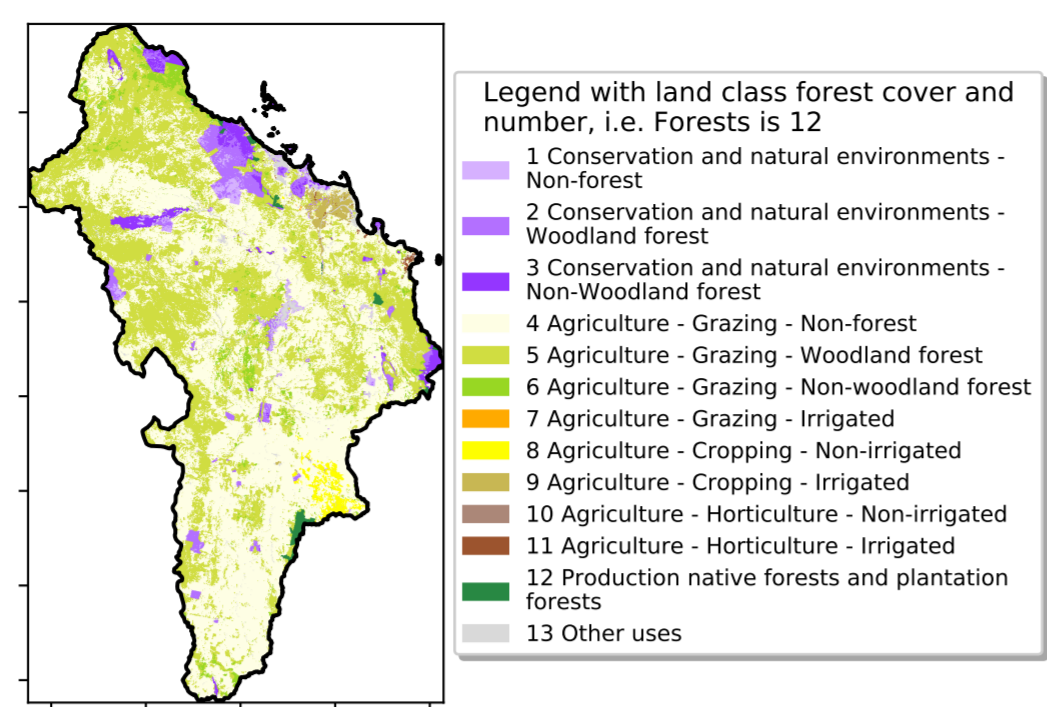 Legend with land class forest cover and
number, i.e. Forests is 12
1 Conservation and natural environments -
Non-forest
2 Conservation and natural environments -
Woodland forest
3 Conservation and natural environments -
Non-Woodland forest
4 Agriculture - Grazing - Non-forest
5 Agriculture - Grazing - Woodland forest
6 Agriculture - Grazing - Non-woodland forest
7 Agriculture - Grazing - Irrigated
8 Agriculture - Cropping - Non-irrigated
9 Agriculture - Cropping - Irrigated
10 Agriculture - Horticulture - Non-irrigated
11 Agriculture - Horticulture - Irrigated
12 Production native forests and plantation
forests
13 Other uses